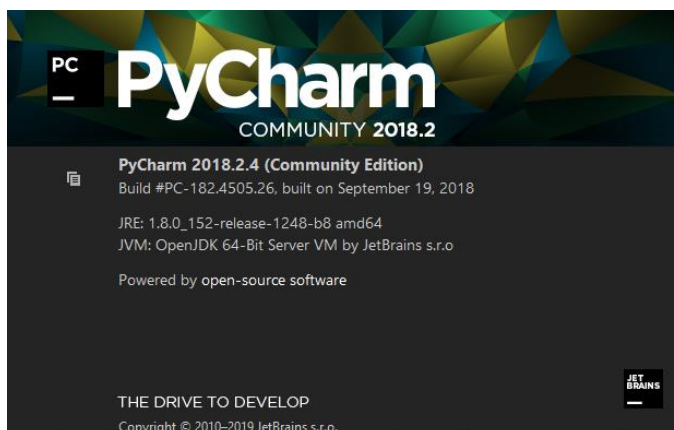 PC
PyCharm
COMMUNITY 2018.2
PyCharm 2018.2.4 (Community Edition)
Build #PC-182.4505.26, built on September 19, 2018
JRE: 1.8.0_152-release-1248-b8 amd64
JVM: OpenJDK 64-Bit Server VM by JetBrains s.r.o
Powered by open-source software
JET
BRAINS
THE DRIVE TO DEVELOP
Copyright © 2010–2019 JetBrains s.r.o.